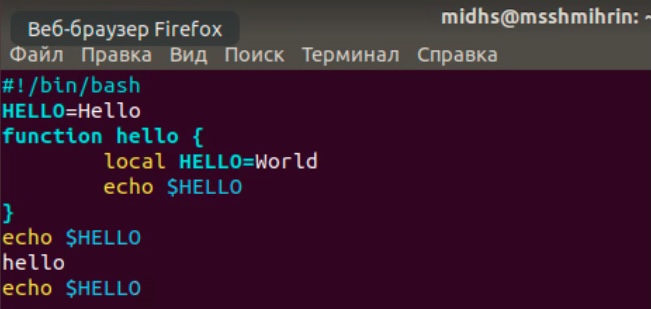 midhs@msshmihrin: ~
Веб-браузер Firefox
Файл Правка Вид Поиск Терминал Справка
#!/bin/bash
HELLO=Hello
function hello {
        local HELLO=World
        echo $HELLO
}
echo $HELLO
hello
echo $HELLO